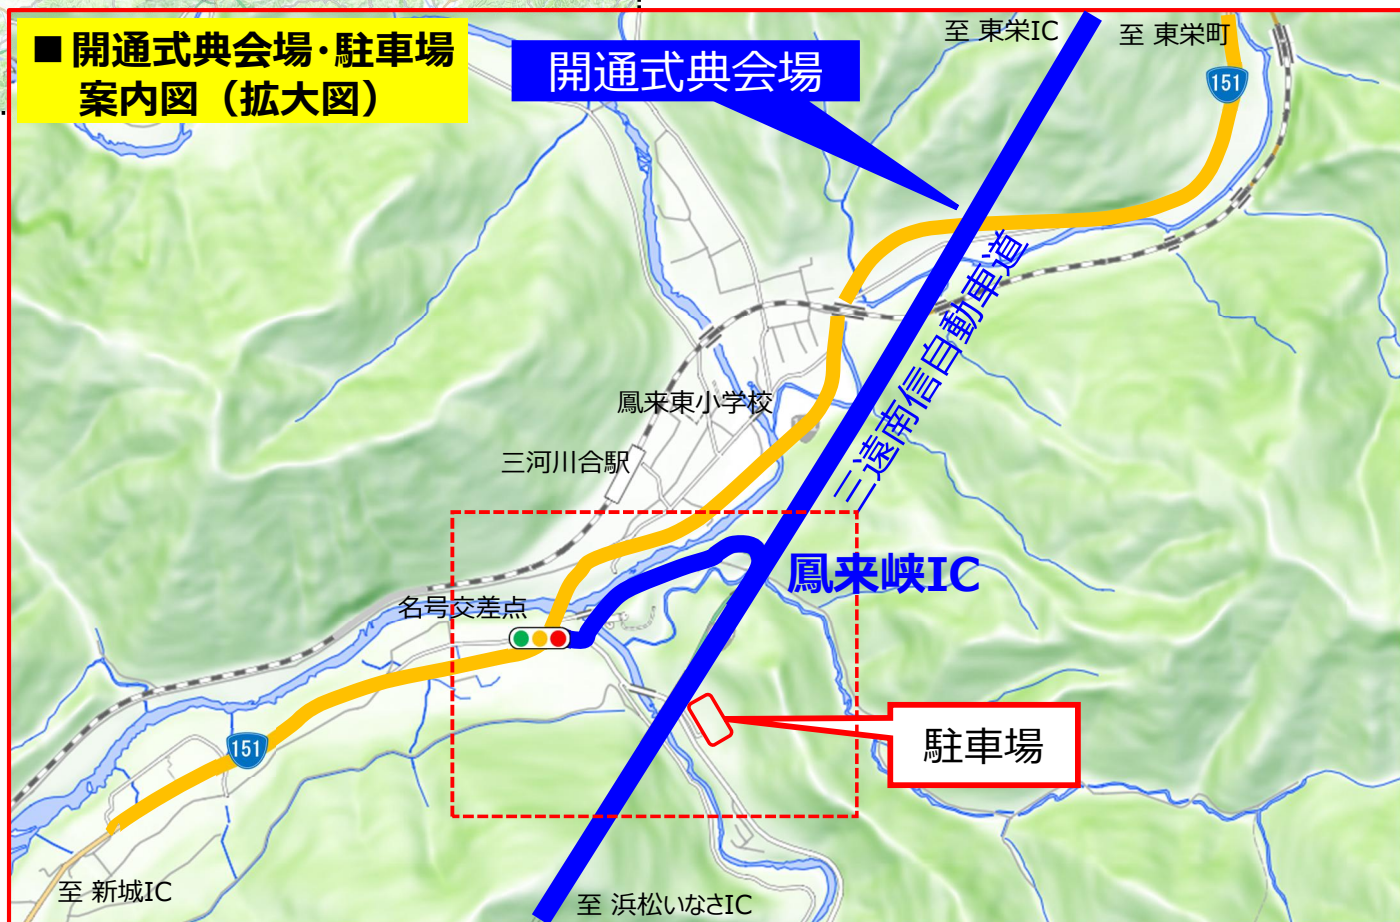 ■ 開通式典会場･駐車場
案内図（拡大図）
開通式典会場
至 東栄IC
至 東栄町
151
三遠南信自動車道
鳳来東小学校
三河川合駅
鳳来峡IC
名号交差点
151
駐車場
至 新城IC
至 浜松いなさIC